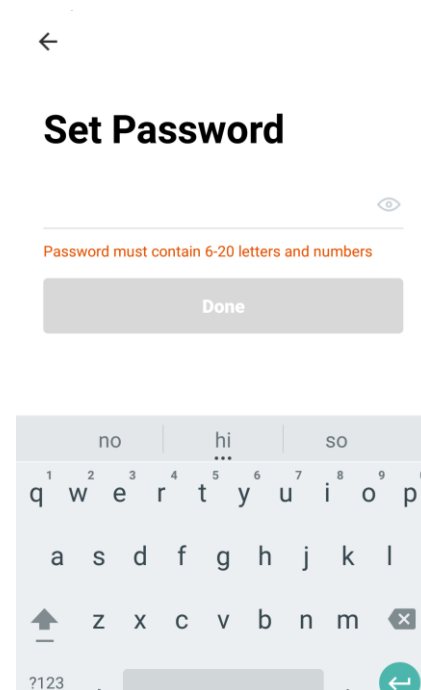 Set Password
Password must contain 6-20 letters and numbers
Done
no hi so
1 2 3 4 5 6 7 8 9
q w e r t y u i o p
a s d f g h j k l
z x c v b n m
?123